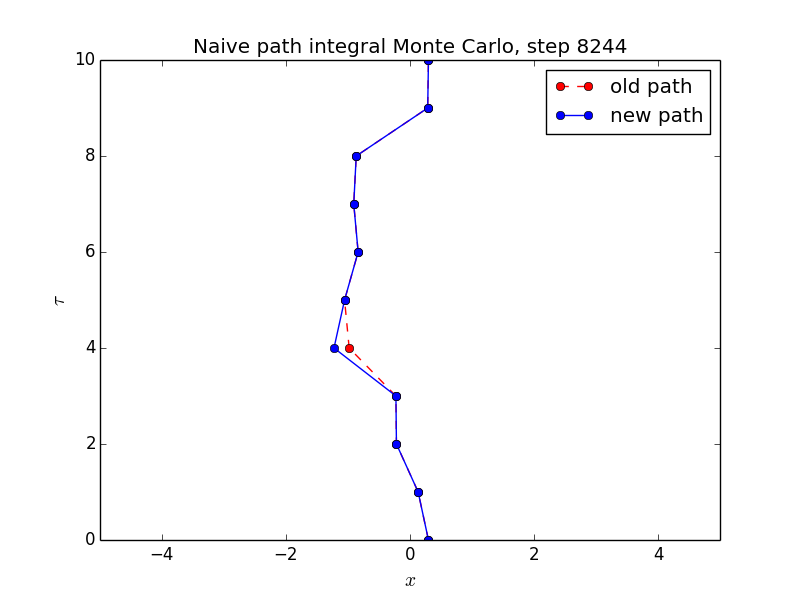 Naive path integral Monte Carlo, step 8244
old path
new path
10
8
6
4
2
0
τ
−4 −2 0 2 4
x